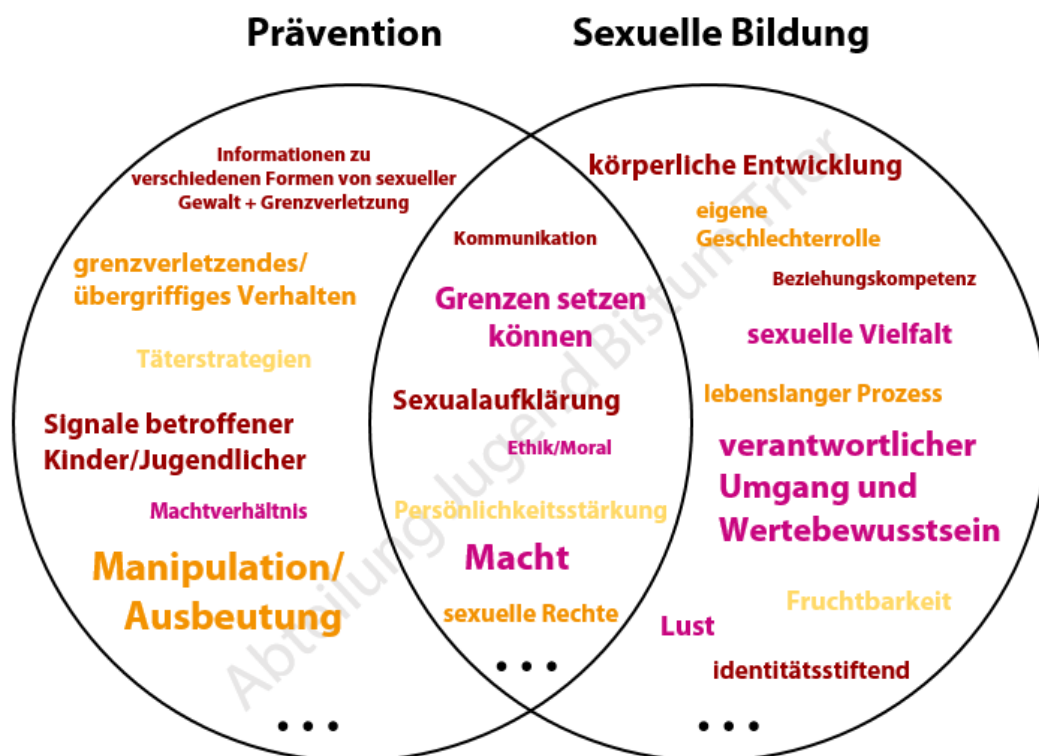 Prävention
Sexuelle Bildung
Informationen zu
verschiedenen Formen von sexueller
Gewalt + Grenzverletzung
grenzverletzendes/
übergriffiges Verhalten
Täterstrategien
Signale betroffener
Kinder/Jugendlicher
Machtverhältnis
Manipulation/
Ausbeutung
• • •
Kommunikation
Grenzen setzen
können
Sexualaufklärung
Ethik/Moral
Persönlichkeitsstärkung
Macht
sexuelle Rechte
• • •
körperliche Entwicklung
eigene
Geschlechterrolle
Beziehungskompetenz
sexuelle Vielfalt
lebenslanger Prozess
verantwortlicher
Umgang und
Wertebewusstsein
Fruchtbarkeit
Lust
identitätsstiftend
• • •
Abteilung Jugend Bistum Trier